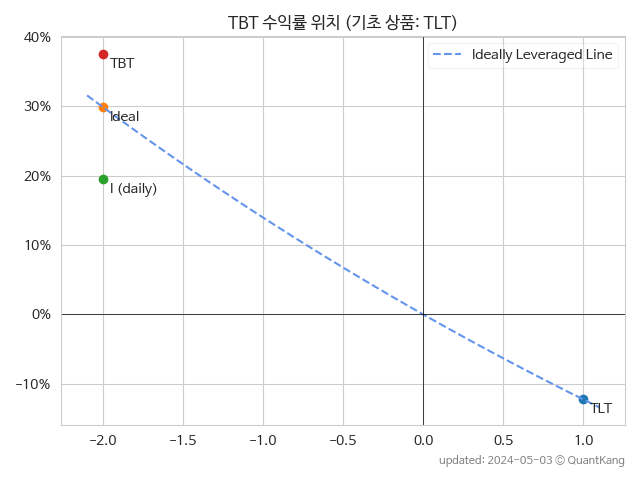 TBT 수익률 위치 (기초 상품: TLT)
Ideally Leveraged Line
40%
30%
20%
10%
0%
−10%
TBT
Ideal
I (daily)
TLT
−2.0
−1.5
−1.0
−0.5
0.0
0.5
1.0
updated: 2024-05-03 © QuantKang